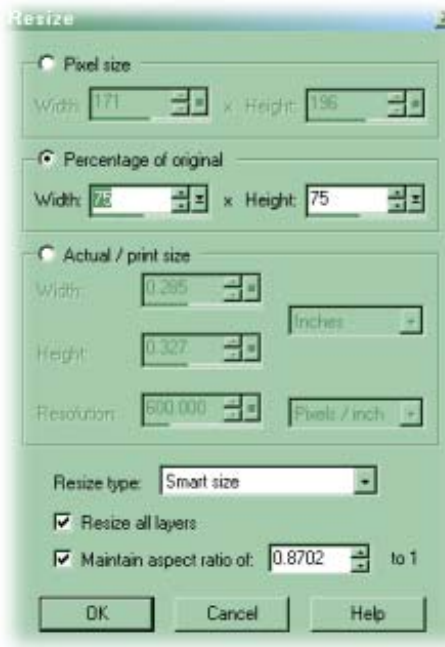 Resize
Pixel size
Width: 171 x Height: 196
Percentage of original
Width: 75 x Height: 75
Actual / print size
Width: 0.285
Inches
Height: 0.327
Resolution: 600.000 Pixels / inch
Resize type: Smart size
Resize all layers
Maintain aspect ratio of: 0.8702 to 1
OK Cancel Help